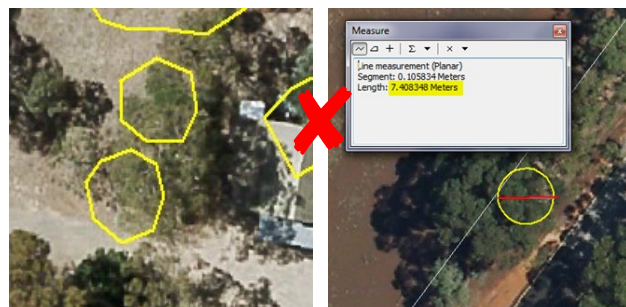 Measure
Line measurement (Planar)
Segment: 0.105834 Meters
Length: 7.408348 Meters